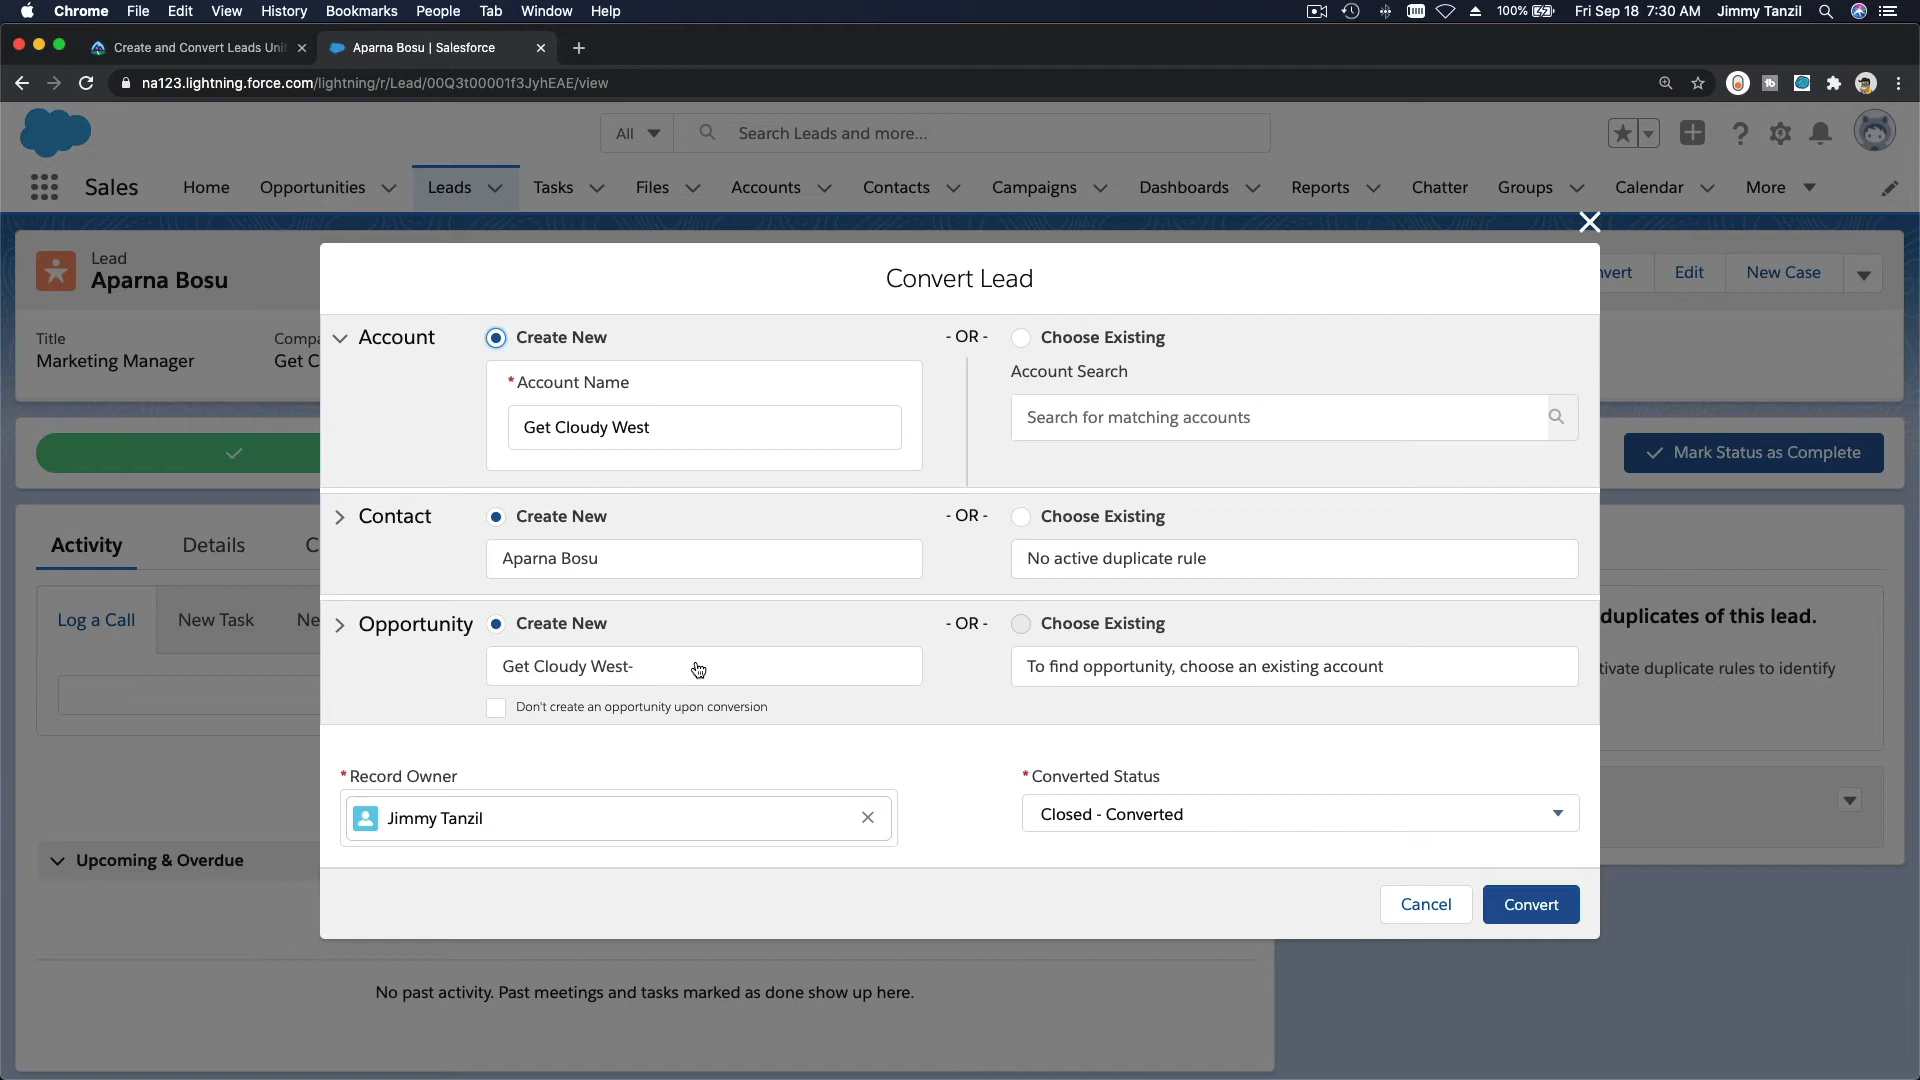 Chrome File Edit View History Bookmarks People Tab Window Help 100% Fri Sep 18 7:30 AM Jimmy Tanzil
Create and Convert Leads Unit Aparna Bosu | Salesforce
na123.lightning.force.com/lightning/r/Lead/00Q3t00001f3JyhEAE/view
All Search Leads and more...
Sales Home Opportunities Leads Tasks Files Accounts Contacts Campaigns Dashboards Reports Chatter Groups Calendar More
Lead
Aparna Bosu
Edit New Case
Title
Marketing Manager
Get C
Mark Status as Complete
Activity Details
Log a Call New Task Ne
duplicates of this lead.
tivate duplicate rules to identify
Upcoming & Overdue
No past activity. Past meetings and tasks marked as done show up here.
Convert Lead
Account Create New - OR - Choose Existing
* Account Name
Get Cloudy West
Account Search
Search for matching accounts
Contact Create New - OR - Choose Existing
Aparna Bosu
No active duplicate rule
Opportunity Create New - OR - Choose Existing
Get Cloudy West-
To find opportunity, choose an existing account
Don't create an opportunity upon conversion
* Record Owner
Jimmy Tanzil
* Converted Status
Closed - Converted
Cancel Convert